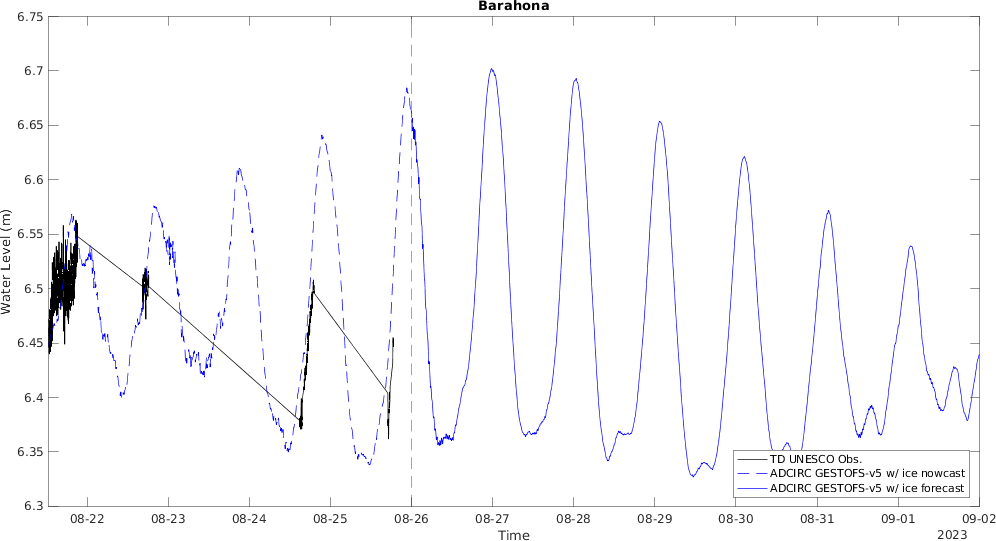 Barahona
6.75
6.7
6.65
6.6
6.55
6.5
6.45
6.4
6.35
6.3
Water Level (m)
TD UNESCO Obs.
ADCIRC GESTOFS-v5 w/ ice nowcast
ADCIRC GESTOFS-v5 w/ ice forecast
08-22 08-23 08-24 08-25 08-26 08-27 08-28 08-29 08-30 08-31 09-01 09-02
Time
2023